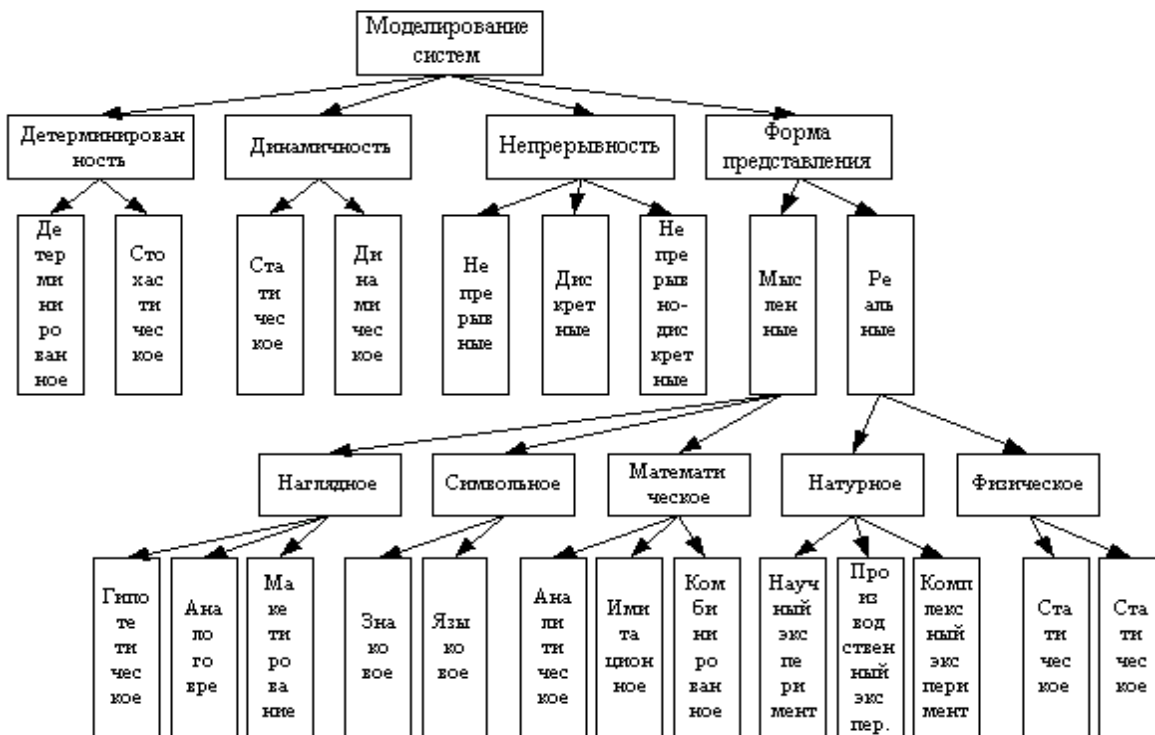 Моделирование
систем
Детерминирован
ность
Динамичность
Непрерывность
Форма
представления
Де
тер
ми
ни
ро
ван
ное
Сто
хас
ти
чес
кое
Ста
ти
чес
кое
Ди
на
ми
чес
кое
Не
пре
рыв
ные
Дис
крет
ные
Не
пре
рыв
но-
дис
крет
ные
Мыс
лен
ные
Ре
аль
ные
Наглядное
Символьное
Математи
ческое
Натурное
Физическое
Гипо
те
ти
чес
кое
Ана
ло
го
вре
Ма
ке
ти
ро
ва
ние
Зна
ко
вое
Язы
ко
вое
Ана
ли
ти
чес
кое
Ими
та
цион
ное
Ком
би
ни
ро
ван
ное
Науч
ный экс
пе
ри
мент
Про
из
вод
ствен
ный экс
пер.
Комп
лекс
ный экс
пери
мент
Ста
ти
чес
кое
Ста
ти
чес
кое